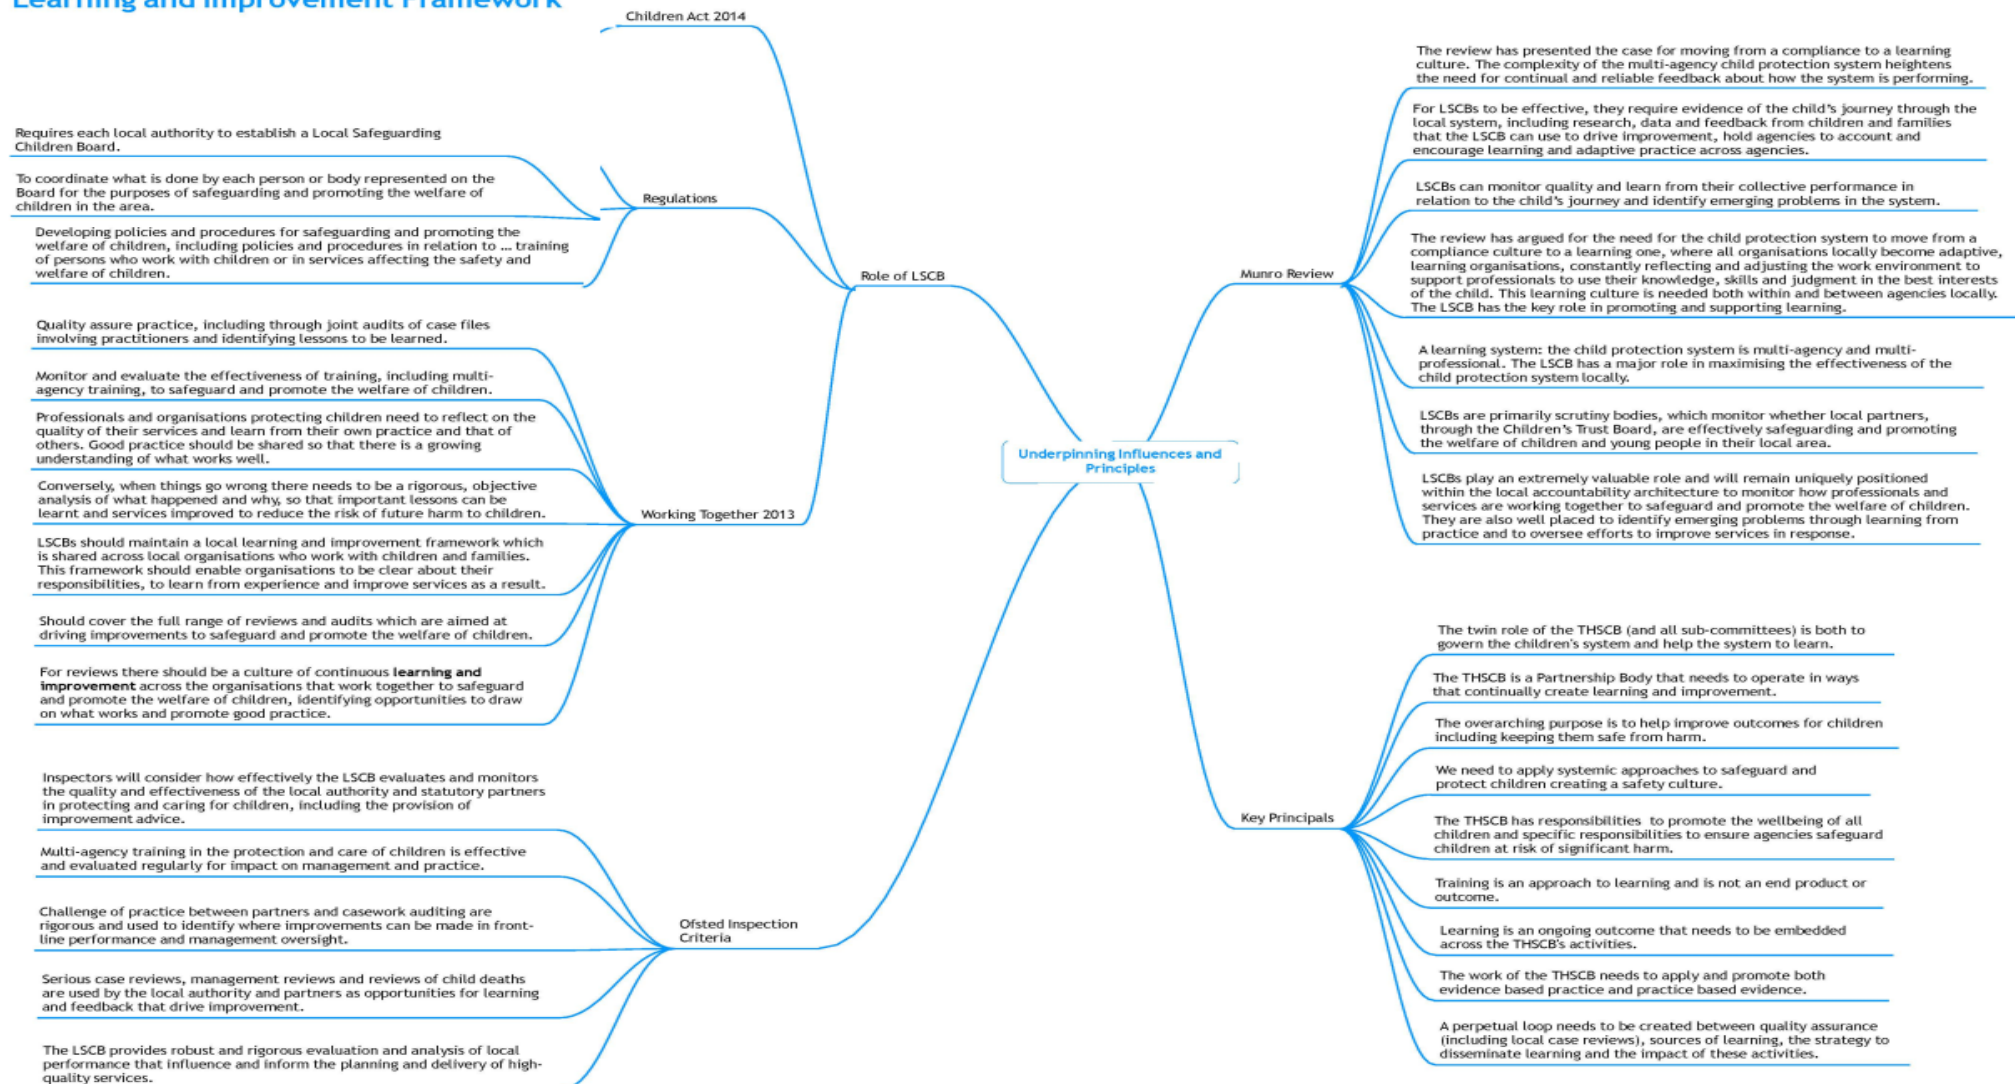 Learning and Improvement Framework
Children Act 2014
Requires each local authority to establish a Local Safeguarding
Children Board.
To coordinate what is done by each person or body represented on the
Board for the purposes of safeguarding and promoting the welfare of
children in the area.
Developing policies and procedures for safeguarding and promoting the
welfare of children, including policies and procedures in relation to ... training
of persons who work with children or in services affecting the safety and
welfare of children.
Regulations
Role of LSCB
Quality assure practice, including through joint audits of case files
involving practitioners and identifying lessons to be learned.
Monitor and evaluate the effectiveness of training, including multi-
agency training, to safeguard and promote the welfare of children.
Professionals and organisations protecting children need to reflect on the
quality of their services and learn from their own practice and that of
others. Good practice should be shared so that there is a growing
understanding of what works well.
Conversely, when things go wrong there needs to be a rigorous, objective
analysis of what happened and why, so that important lessons can be
learnt and services improved to reduce the risk of future harm to children.
LSCBs should maintain a local learning and improvement framework which
is shared across local organisations who work with children and families.
This framework should enable organisations to be clear about their
responsibilities, to learn from experience and improve services as a result.
Should cover the full range of reviews and audits which are aimed at
driving improvements to safeguard and promote the welfare of children.
For reviews there should be a culture of continuous learning and
improvement across the organisations that work together to safeguard
and promote the welfare of children, identifying opportunities to draw
on what works and promote good practice.
Working Together 2013
Inspectors will consider how effectively the LSCB evaluates and monitors
the quality and effectiveness of the local authority and statutory partners
in protecting and caring for children, including the provision of
improvement advice.
Multi-agency training in the protection and care of children is effective
and evaluated regularly for impact on management and practice.
Challenge of practice between partners and casework auditing are
rigorous and used to identify where improvements can be made in front-
line performance and management oversight.
Serious case reviews, management reviews and reviews of child deaths
are used by the local authority and partners as opportunities for learning
and feedback that drive improvement.
The LSCB provides robust and rigorous evaluation and analysis of local
performance that influence and inform the planning and delivery of high-
quality services.
Ofsted Inspection
Criteria
Underpinning Influences and
Principles
Munro Review
The review has presented the case for moving from a compliance to a learning
culture. The complexity of the multi-agency child protection system heightens
the need for continual and reliable feedback about how the system is performing.
For LSCBs to be effective, they require evidence of the child's journey through the
local system, including research, data and feedback from children and families
that the LSCB can use to drive improvement, hold agencies to account and
encourage learning and adaptive practice across agencies.
LSCBs can monitor quality and learn from their collective performance in
relation to the child's journey and identify emerging problems in the system.
The review has argued for the need for the child protection system to move from a
compliance culture to a learning one, where all organisations locally become adaptive,
learning organisations, constantly reflecting and adjusting the work environment to
support professionals to use their knowledge, skills and judgment in the best interests
of the child. This learning culture is needed both within and between agencies locally.
The LSCB has the key role in promoting and supporting learning.
A learning system: the child protection system is multi-agency and multi-
professional. The LSCB has a major role in maximising the effectiveness of the
child protection system locally.
LSCBs are primarily scrutiny bodies, which monitor whether local partners,
through the Children's Trust Board, are effectively safeguarding and promoting
the welfare of children and young people in their local area.
LSCBs play an extremely valuable role and will remain uniquely positioned
within the local accountability architecture to monitor how professionals and
services are working together to safeguard and promote the welfare of children.
They are also well placed to identify emerging problems through learning from
practice and to oversee efforts to improve services in response.
Key Principals
The twin role of the THSCB (and all sub-committees) is both to
govern the children's system and help the system to learn.
The THSCB is a Partnership Body that needs to operate in ways
that continually create learning and improvement.
The overarching purpose is to help improve outcomes for children
including keeping them safe from harm.
We need to apply systemic approaches to safeguard and
protect children creating a safety culture.
The THSCB has responsibilities to promote the wellbeing of all
children and specific responsibilities to ensure agencies safeguard
children at risk of significant harm.
Training is an approach to learning and is not an end product or
outcome.
Learning is an ongoing outcome that needs to be embedded
across the THSCB's activities.
The work of the THSCB needs to apply and promote both
evidence based practice and practice based evidence.
A perpetual loop needs to be created between quality assurance
(including local case reviews), sources of learning, the strategy to
disseminate learning and the impact of these activities.